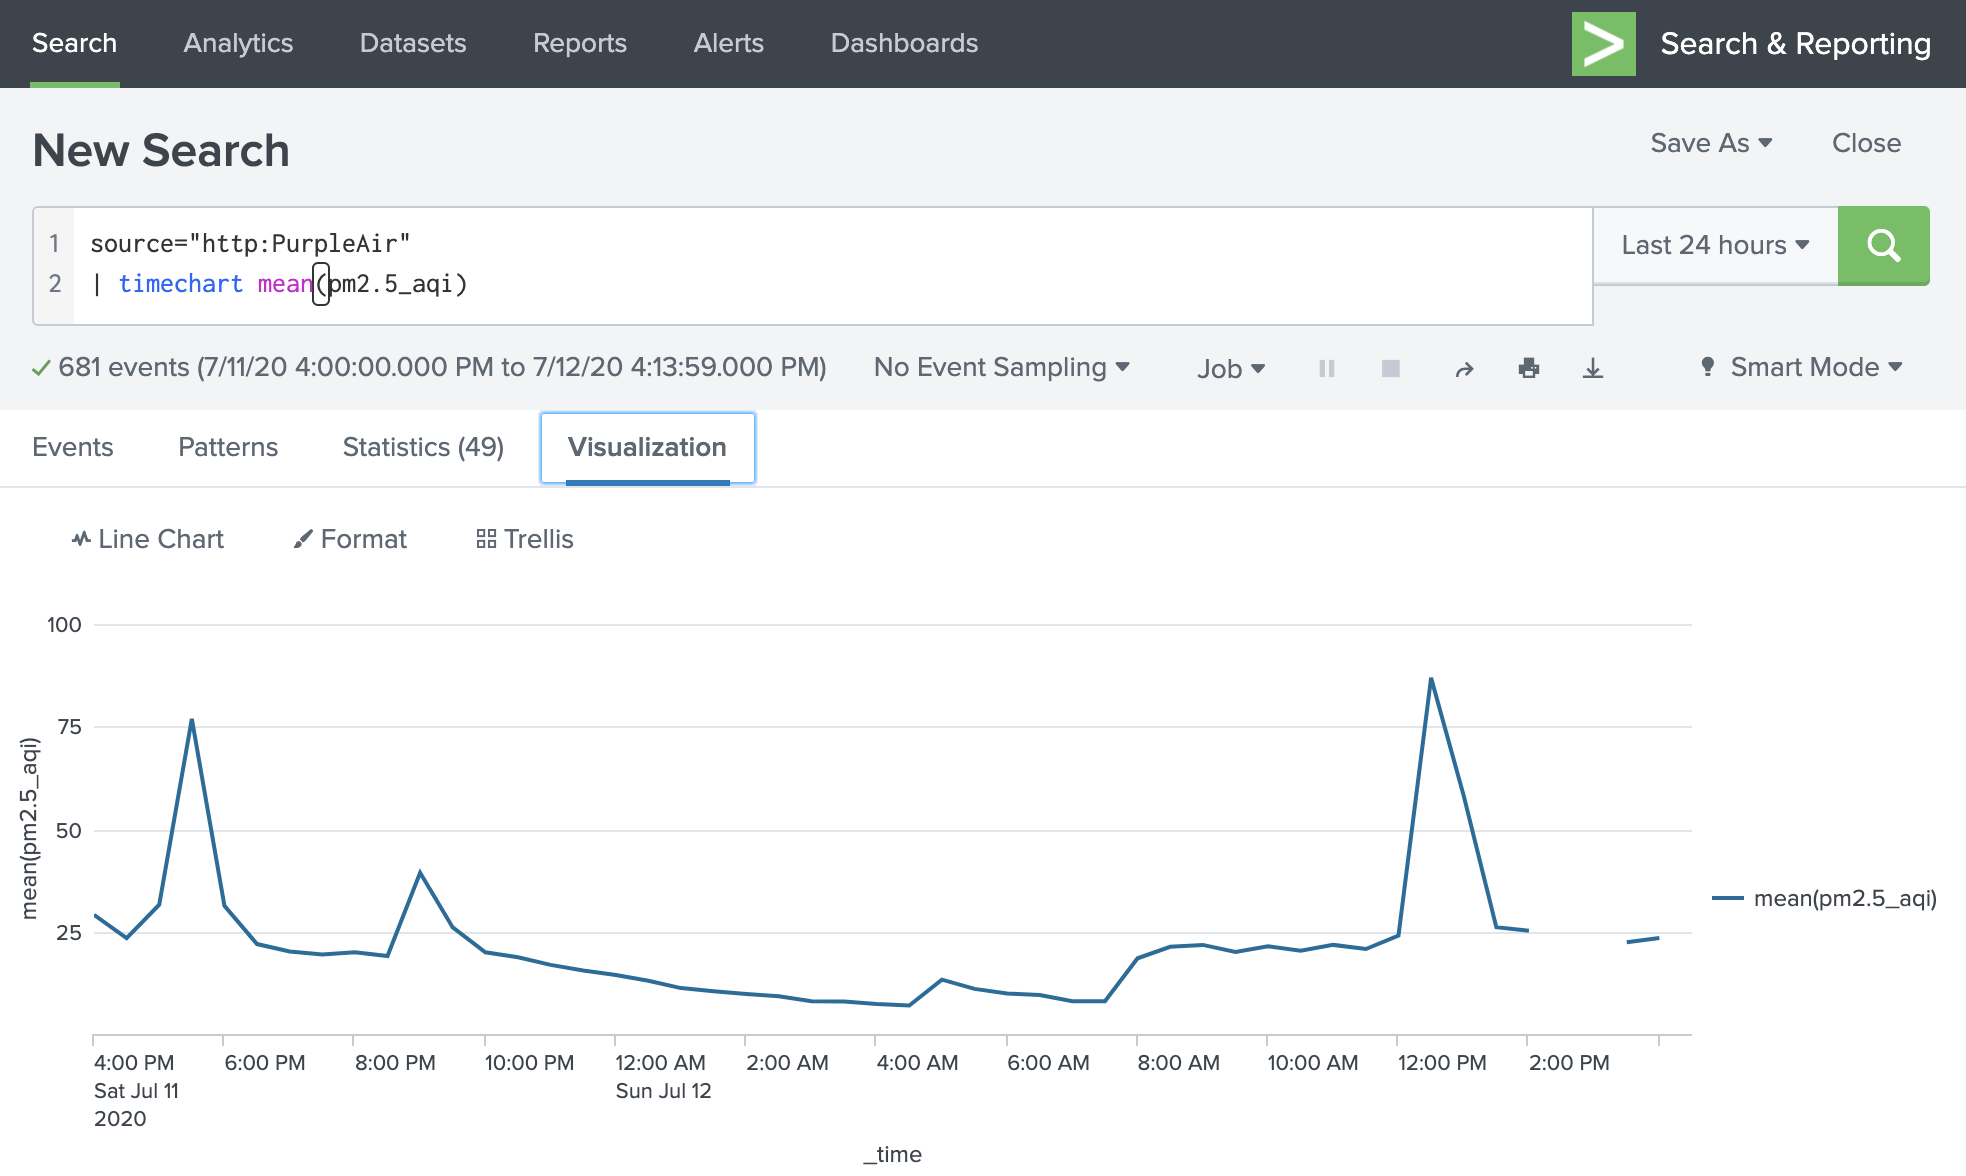 Search Analytics Datasets Reports Alerts Dashboards Search & Reporting
New Search Save As Close
1 source="http:PurpleAir" Last 24 hours
2 | timechart mean(pm2.5_aqi)
681 events (7/11/20 4:00:00.000 PM to 7/12/20 4:13:59.000 PM) No Event Sampling Job Smart Mode
Events Patterns Statistics (49) Visualization
Line Chart Format Trellis
100
75
50
25
mean(pm2.5_aqi)
mean(pm2.5_aqi)
4:00 PM 6:00 PM 8:00 PM 10:00 PM 12:00 AM 2:00 AM 4:00 AM 6:00 AM 8:00 AM 10:00 AM 12:00 PM 2:00 PM
Sat Jul 11 Sun Jul 12
2020
_time